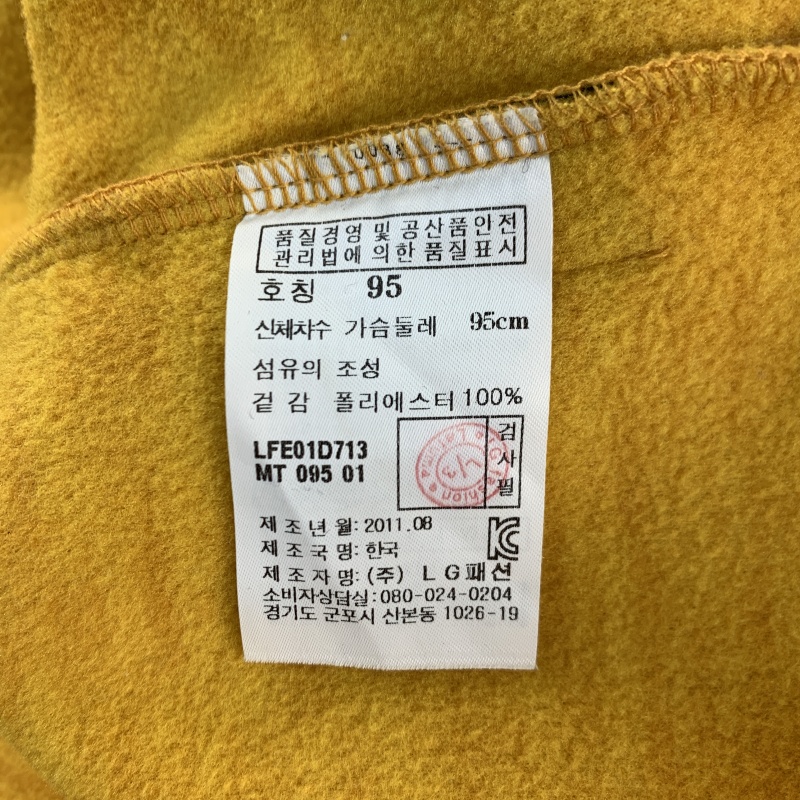 품질경영 및 공산품안전
관리법에 의한 품질표시
호칭 95
신체차수 가슴둘레 95cm
섬유의 조성
겉 감 폴리에스터 100%
LFE01D713
MT 095 01
검사필
제 조 년 월: 2011.08
제 조 국 명: 한국
제 조 자 명: (주) L G패션
소비자상담실: 080-024-0204
경기도 군포시 산본동 1026-19